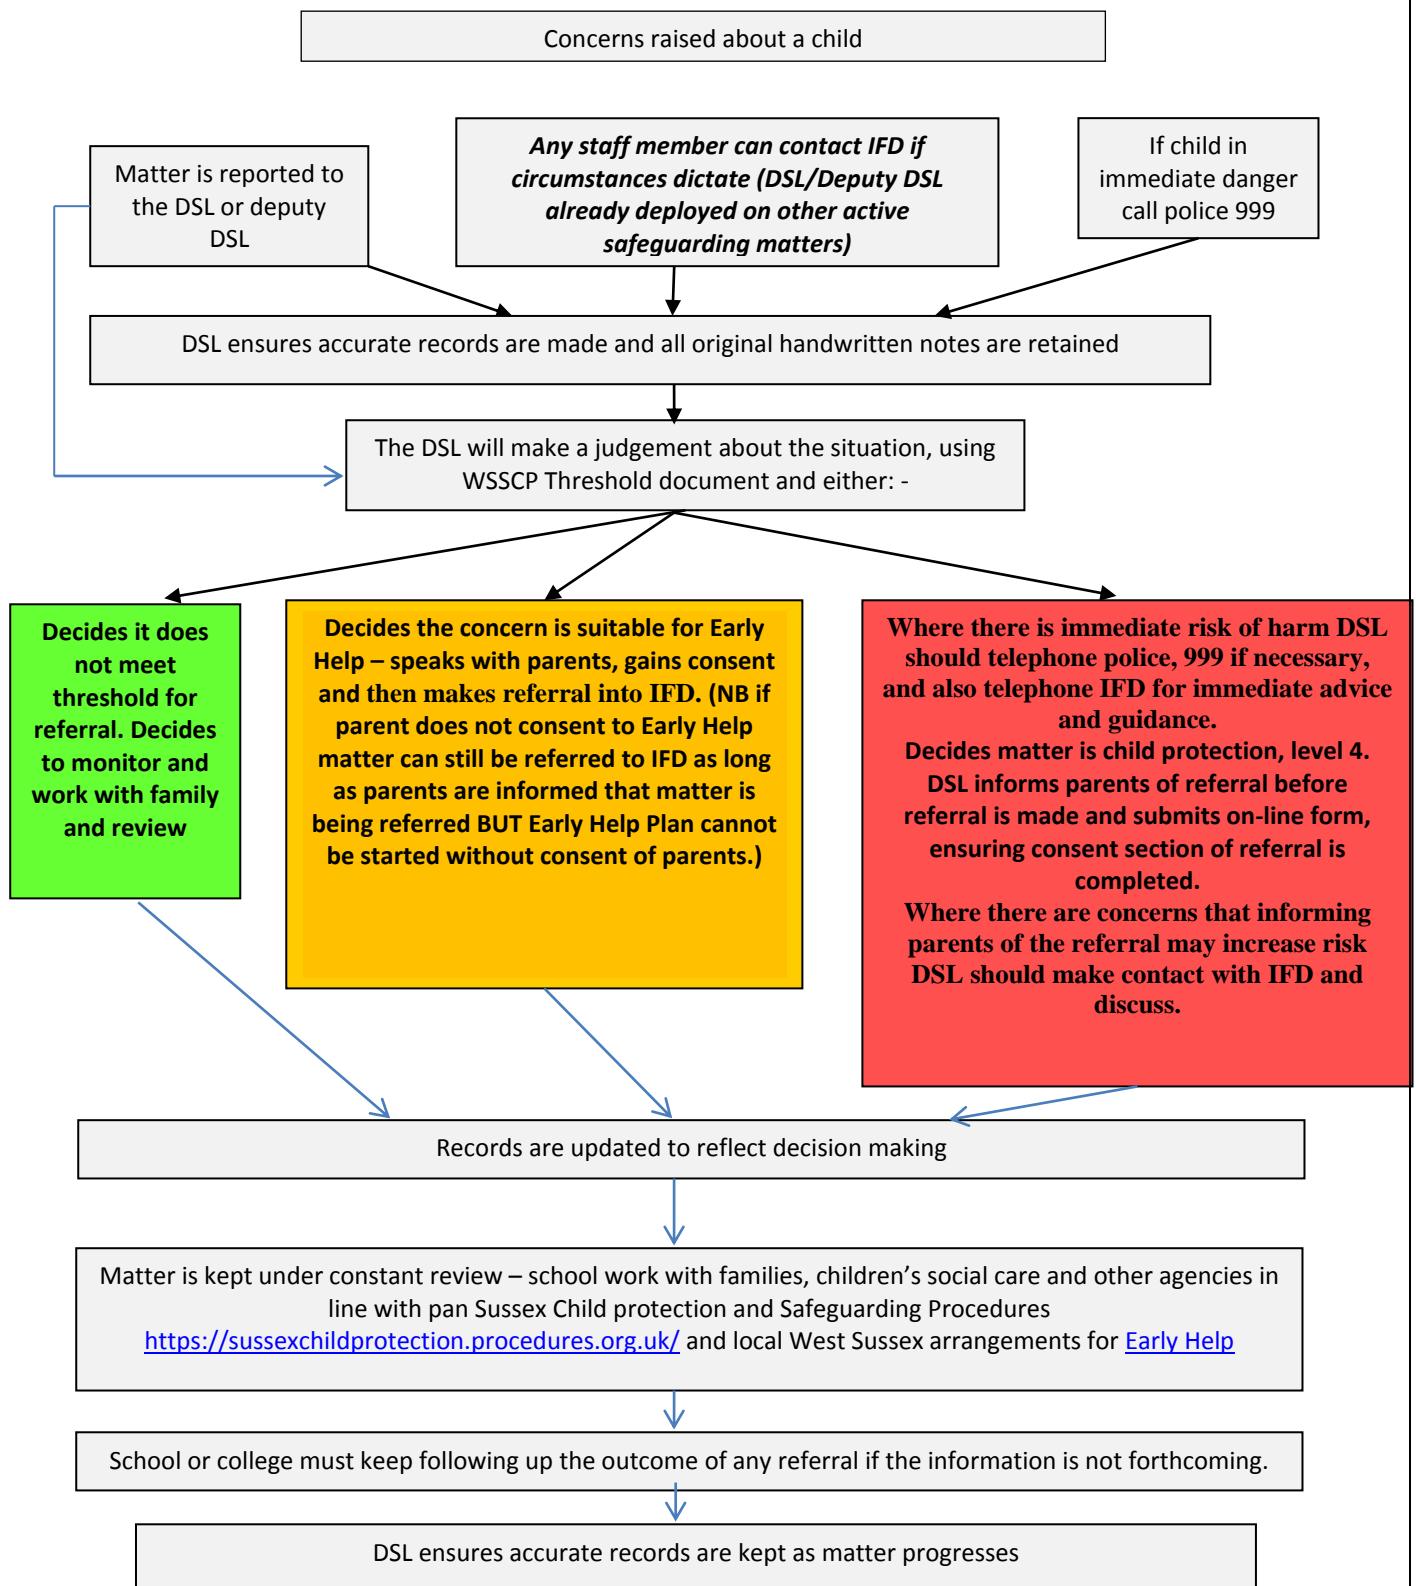 Concerns raised about a child
Matter is reported to
the DSL or deputy
DSL
Any staff member can contact IFD if
circumstances dictate (DSL/Deputy DSL
already deployed on other active
safeguarding matters)
If child in
immediate danger
call police 999
DSL ensures accurate records are made and all original handwritten notes are retained
The DSL will make a judgement about the situation, using
WSSCP Threshold document and either: -
Decides it does
not meet
threshold for
referral. Decides
to monitor and
work with family
and review
Decides the concern is suitable for Early
Help – speaks with parents, gains consent
and then makes referral into IFD. (NB if
parent does not consent to Early Help
matter can still be referred to IFD as long
as parents are informed that matter is
being referred BUT Early Help Plan cannot
be started without consent of parents.)
Where there is immediate risk of harm DSL
should telephone police, 999 if necessary,
and also telephone IFD for immediate advice
and guidance.
Decides matter is child protection, level 4.
DSL informs parents of referral before
referral is made and submits on-line form,
ensuring consent section of referral is
completed.
Where there are concerns that informing
parents of the referral may increase risk
DSL should make contact with IFD and
discuss.
Records are updated to reflect decision making
Matter is kept under constant review – school work with families, children’s social care and other agencies in
line with pan Sussex Child protection and Safeguarding Procedures
https://sussexchildprotection.procedures.org.uk/ and local West Sussex arrangements for Early Help
School or college must keep following up the outcome of any referral if the information is not forthcoming.
DSL ensures accurate records are kept as matter progresses